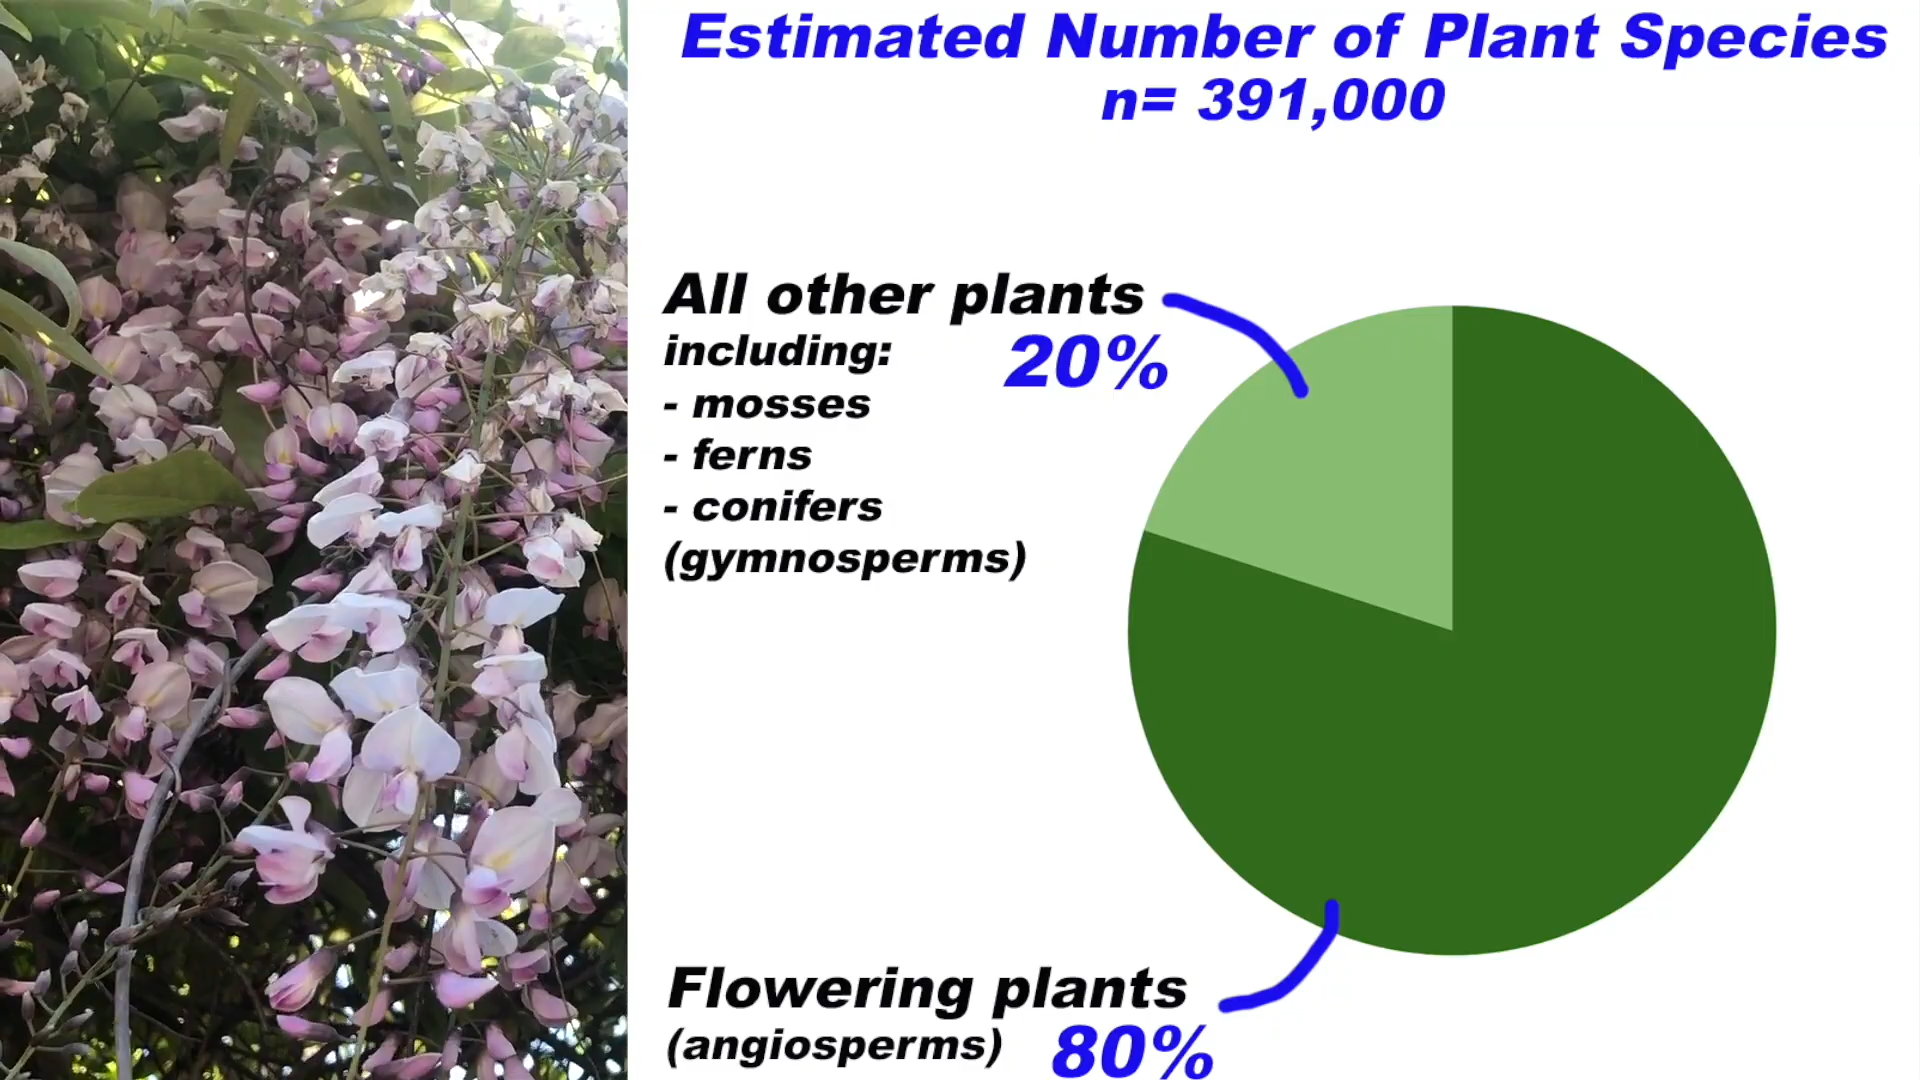 Estimated Number of Plant Species
n= 391,000
All other plants
including:
20%
- mosses
- ferns
- conifers
(gymnosperms)
Flowering plants
(angiosperms)
80%